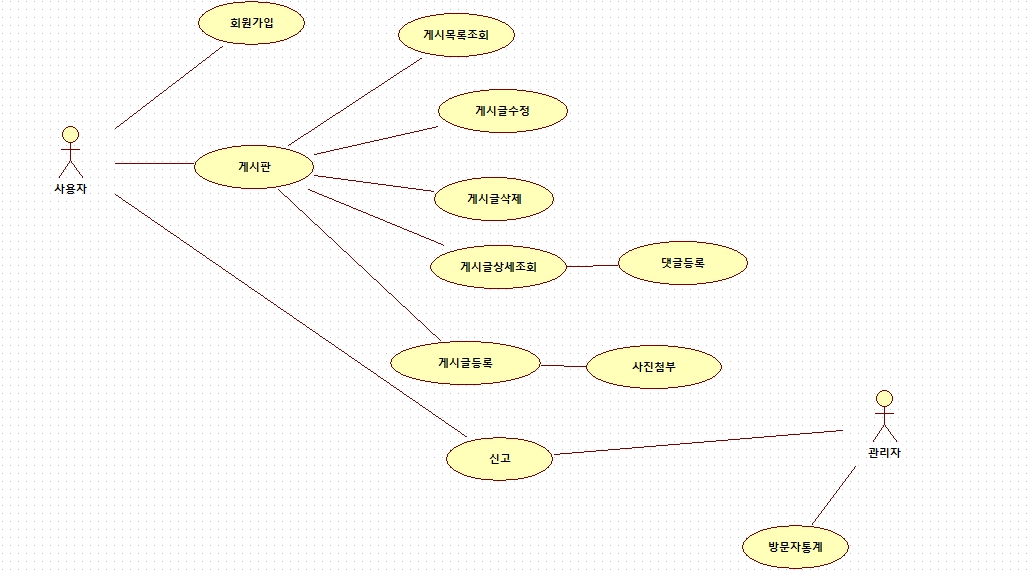 회원가입
게시목록조회
게시글수정
사용자
게시판
게시글삭제
게시글상세조회
댓글등록
게시글등록
사진첨부
신고
관리자
방문자통계